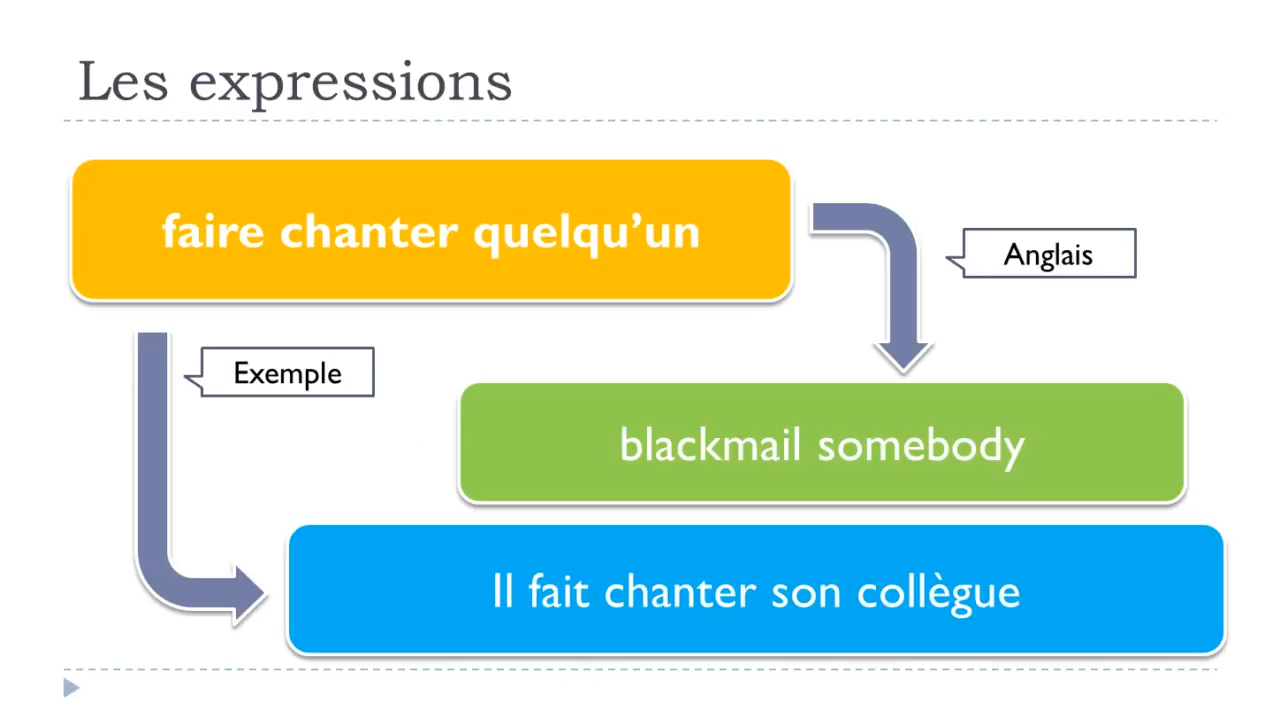 Les expressions
faire chanter quelqu’un
Anglais
Exemple
blackmail somebody
Il fait chanter son collègue